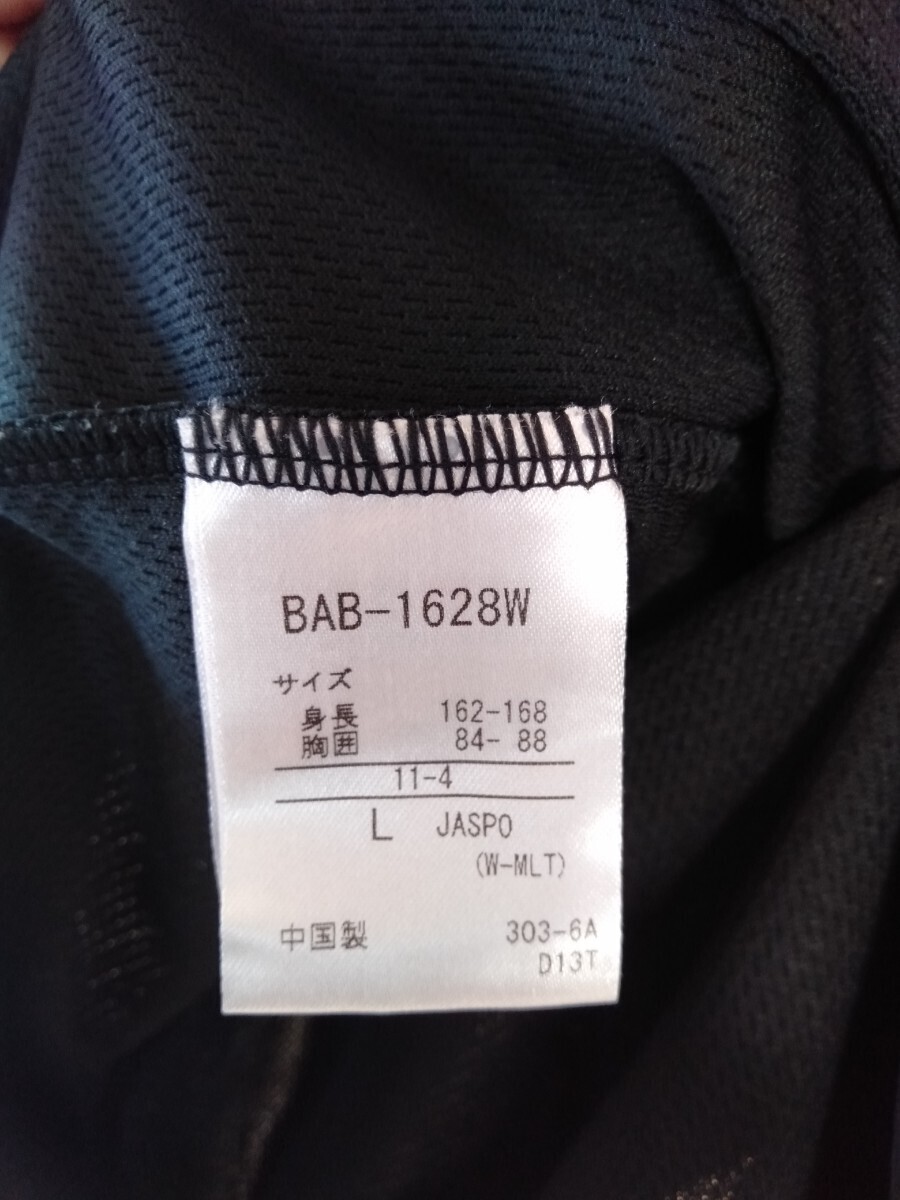 BAB-1628W
サイズ
身長 162-168
胸囲 84- 88
11-4
L JASPO
(W-MLT)
中国製 303-6A
D13T